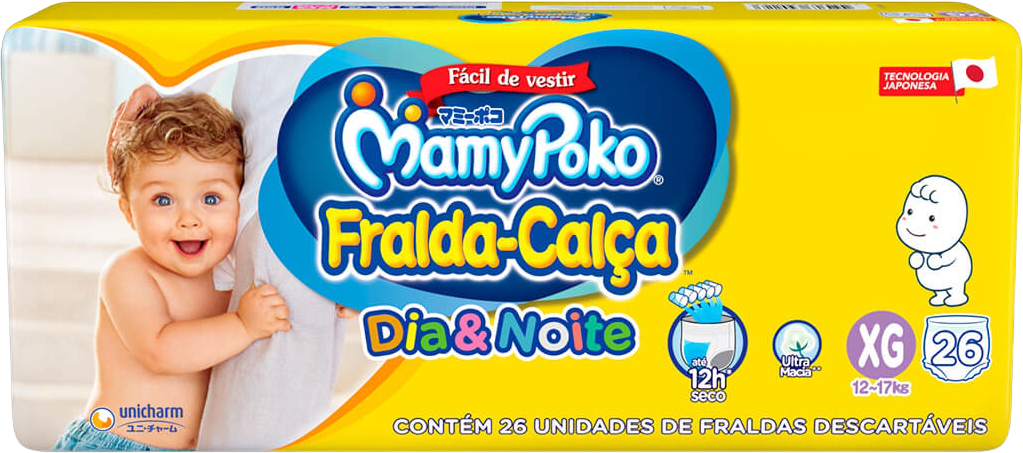 Fácil de vestir
マミーポコ
MamyPoko®
Fralda-Calça™
Dia & Noite
TECNOLOGIA
JAPONESA
até
12h*
seco
Ultra
Macia**
XG
12~17kg
26
unicharm
ユニ・チャーム
CONTÉM 26 UNIDADES DE FRALDAS DESCARTÁVEIS